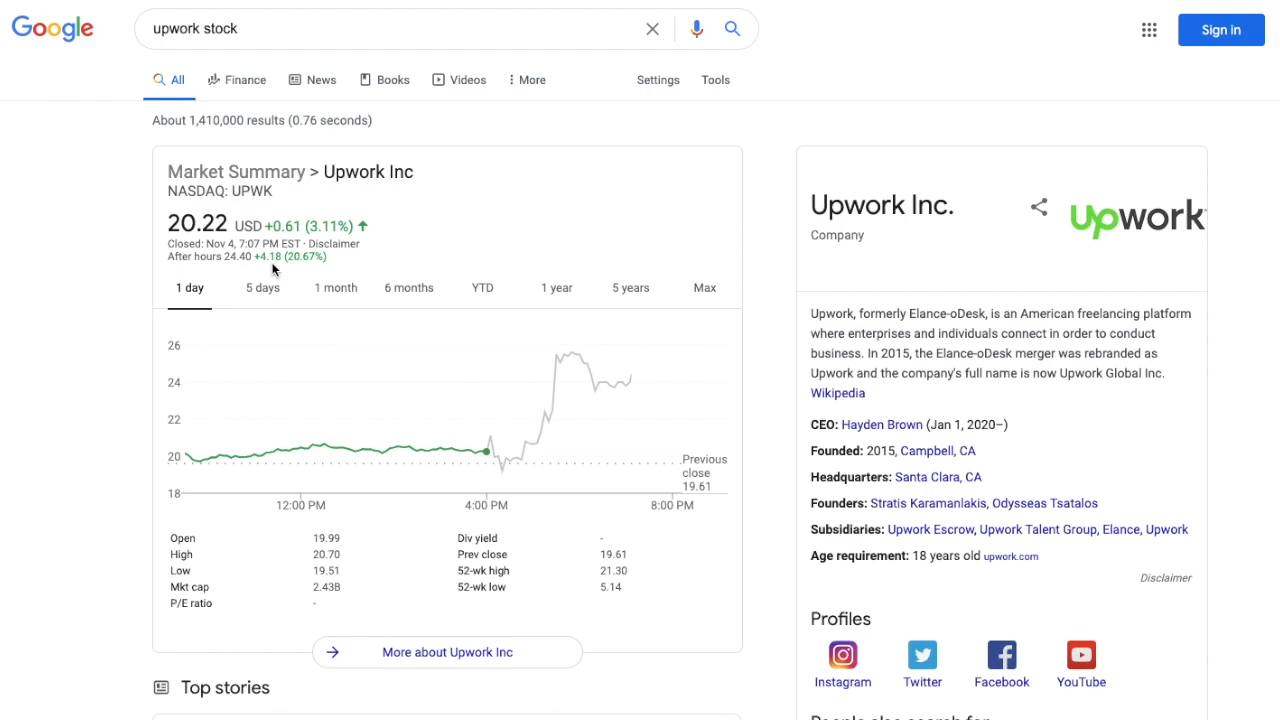 Google
upwork stock
Sign in
All Finance News Books Videos More Settings Tools
About 1,410,000 results (0.76 seconds)
Market Summary > Upwork Inc
NASDAQ: UPWK
20.22 USD +0.61 (3.11%)
Closed: Nov 4, 7:07 PM EST · Disclaimer
After hours 24.40 +4.18 (20.67%)
1 day 5 days 1 month 6 months YTD 1 year 5 years Max
26
24
22
20
18
Previous
close
19.61
12:00 PM 4:00 PM 8:00 PM
Open 19.99 Div yield -
High 20.70 Prev close 19.61
Low 19.51 52-wk high 21.30
Mkt cap 2.43B 52-wk low 5.14
P/E ratio -
More about Upwork Inc
Top stories
Upwork Inc.
Company
upwork
Upwork, formerly Elance-oDesk, is an American freelancing platform
where enterprises and individuals connect in order to conduct
business. In 2015, the Elance-oDesk merger was rebranded as
Upwork and the company's full name is now Upwork Global Inc.
Wikipedia
CEO: Hayden Brown (Jan 1, 2020–)
Founded: 2015, Campbell, CA
Headquarters: Santa Clara, CA
Founders: Stratis Karamanlakis, Odysseas Tsatalos
Subsidiaries: Upwork Escrow, Upwork Talent Group, Elance, Upwork
Age requirement: 18 years old upwork.com
Disclaimer
Profiles
Instagram Twitter Facebook YouTube
People also search for